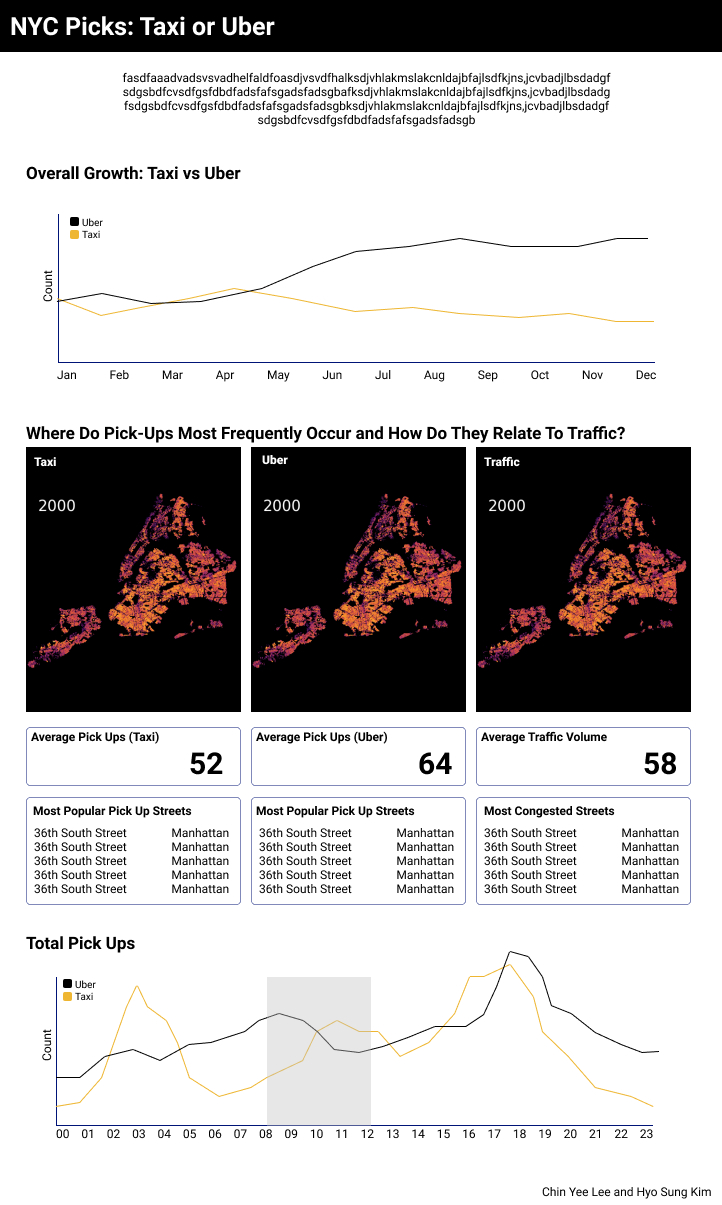 NYC Picks: Taxi or Uber
fasdfaaadvadsvsvadhelfaldfoasdjvsvdfhalksdjvhlakmslakcnldajbfajlsdfkjns,jcvbadjlbsdadgf
sdgsbdfcvsdfgsfdbdfadsfafsgadsfadsgbafksdjvhlakmslakcnldajbfajlsdfkjns,jcvbadjlbsdadg
fsdgsbdfcvsdfgsfdbdfadsfafsgadsfadsgbksdjvhlakmslakcnldajbfajlsdfkjns,jcvbadjlbsdadgf
sdgsbdfcvsdfgsfdbdfadsfafsgadsfadsgb
Overall Growth: Taxi vs Uber
Uber
Taxi
Count
Jan Feb Mar Apr May Jun Jul Aug Sep Oct Nov Dec
Where Do Pick-Ups Most Frequently Occur and How Do They Relate To Traffic?
Taxi Uber Traffic
2000 2000 2000
Average Pick Ups (Taxi) Average Pick Ups (Uber) Average Traffic Volume
52 64 58
Most Popular Pick Up Streets Most Popular Pick Up Streets Most Congested Streets
36th South Street Manhattan 36th South Street Manhattan 36th South Street Manhattan
36th South Street Manhattan 36th South Street Manhattan 36th South Street Manhattan
36th South Street Manhattan 36th South Street Manhattan 36th South Street Manhattan
36th South Street Manhattan 36th South Street Manhattan 36th South Street Manhattan
36th South Street Manhattan 36th South Street Manhattan 36th South Street Manhattan
Total Pick Ups
Uber
Taxi
Count
00 01 02 03 04 05 06 07 08 09 10 11 12 13 14 15 16 17 18 19 20 21 22 23
Chin Yee Lee and Hyo Sung Kim